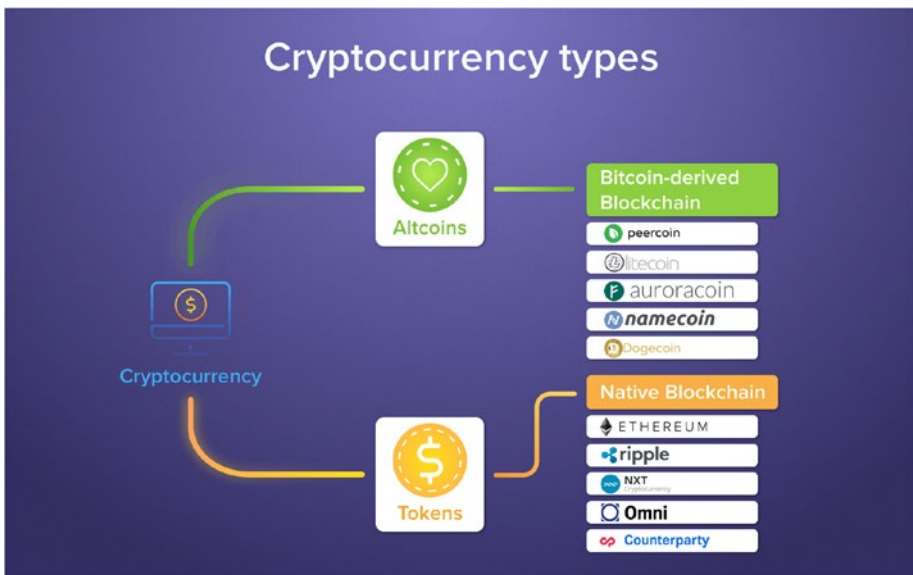 Cryptocurrency types
Altcoins
Bitcoin-derived
Blockchain
peercoin
litecoin
auroracoin
namecoin
Dogecoin
Cryptocurrency
Native Blockchain
ETHEREUM
ripple
NXT
Cryptocurrency
Omni
Counterparty
Tokens